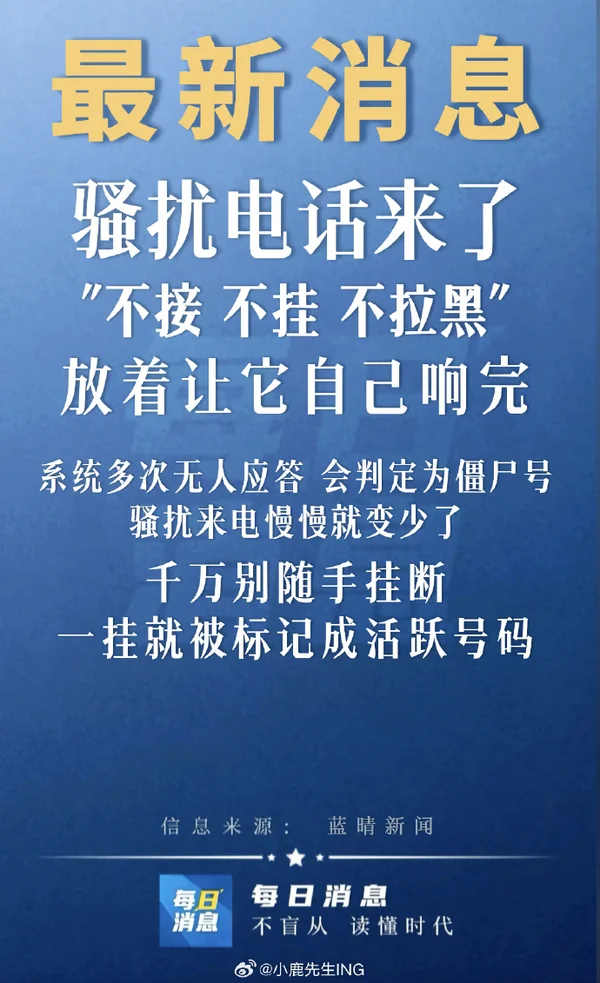 最新消息
骚扰电话来了
"不接 不挂 不拉黑"
放着让它自己响完
系统多次无人应答 会判定为僵尸号
骚扰来电慢慢就变少了
千万别随手挂断
一挂就被标记成活跃号码
信息来源： 蓝晴新闻
每日消息
每日消息
不盲从 读懂时代
@小鹿先生ING